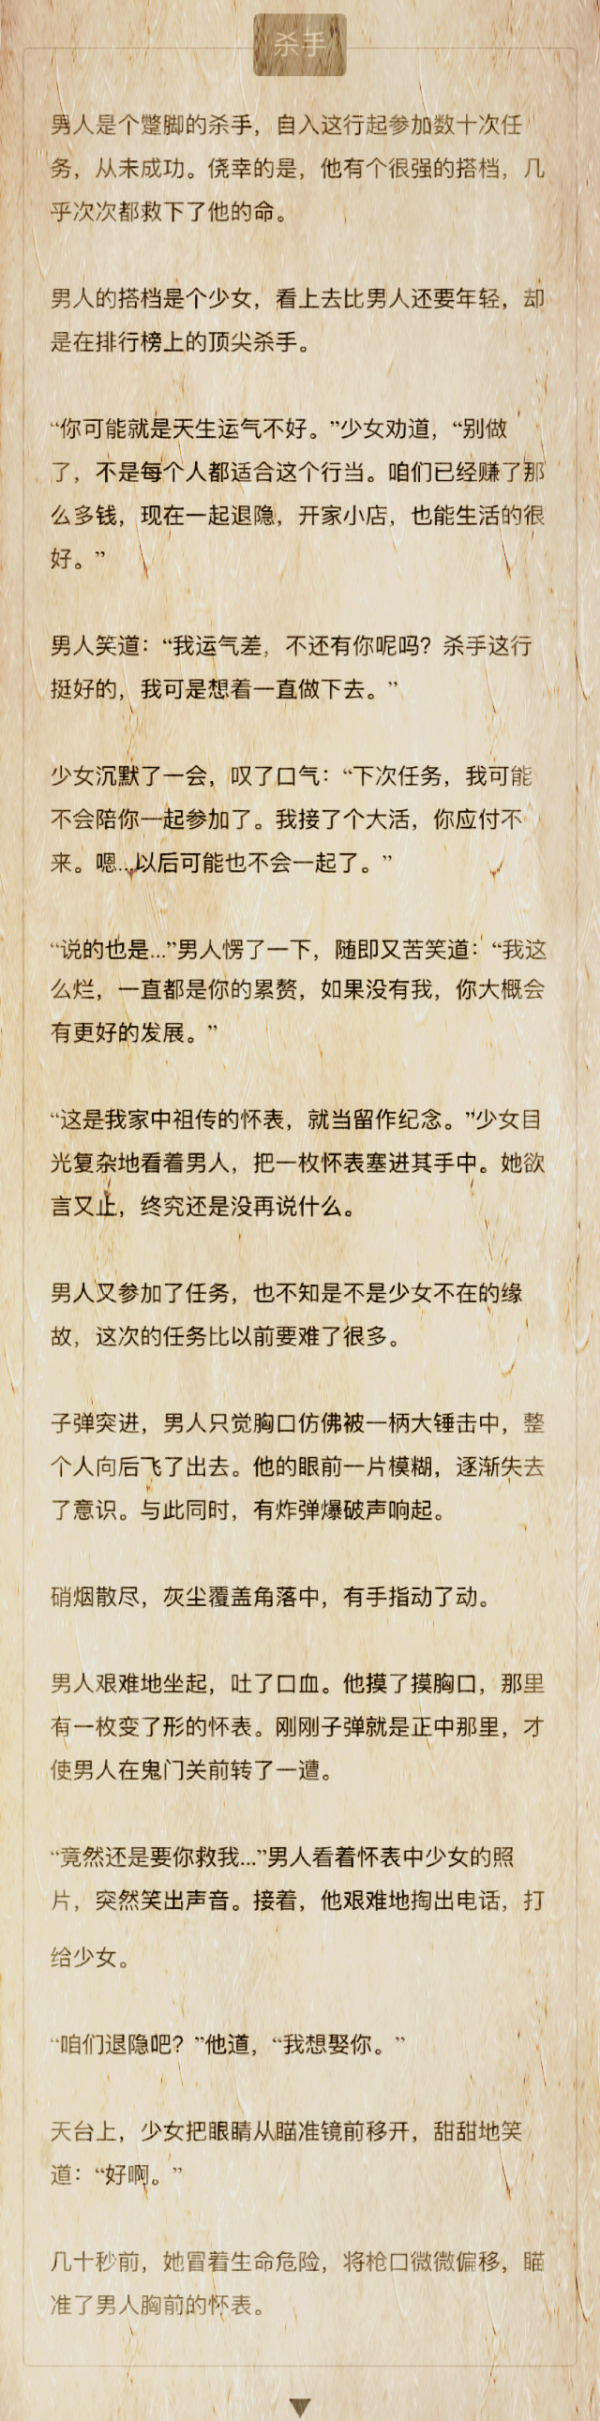 杀手
男人是个蹩脚的杀手，自入这行起参加数十次任
务，从未成功。侥幸的是，他有个很强的搭档，几
乎次次都救下了他的命。
男人的搭档是个少女，看上去比男人还要年轻，却
是在排行榜上的顶尖杀手。
“你可能就是天生运气不好。”少女劝道，“别做
了，不是每个人都适合这个行当。咱们已经赚了那
么多钱，现在一起退隐，开家小店，也能生活的很
好。”
男人笑道：“我运气差，不还有你呢吗？杀手这行
挺好的，我可是想着一直做下去。”
少女沉默了一会，叹了口气：“下次任务，我可能
不会陪你一起参加了。我接了个大活，你应付不
来。嗯...以后可能也不会一起了。”
“说的也是...”男人愣了一下，随即又苦笑道：“我这
么烂，一直都是你的累赘，如果没有我，你大概会
有更好的发展。”
“这是我家中祖传的怀表，就当留作纪念。”少女目
光复杂地看着男人，把一枚怀表塞进其手中。她欲
言又止，终究还是没再说什么。
男人又参加了任务，也不知是不是少女不在的缘
故，这次的任务比以前要难了很多。
子弹突进，男人只觉胸口仿佛被一柄大锤击中，整
个人向后飞了出去。他的眼前一片模糊，逐渐失去
了意识。与此同时，有炸弹爆破声响起。
硝烟散尽，灰尘覆盖角落中，有手指动了动。
男人艰难地坐起，吐了口血。他摸了摸胸口，那里
有一枚变了形的怀表。刚刚子弹就是正中那里，才
使男人在鬼门关前转了一遭。
“竟然还是要你救我...”男人看着怀表中少女的照
片，突然笑出声音。接着，他艰难地掏出电话，打
给少女。
“咱们退隐吧？”他道，“我想娶你。”
天台上，少女把眼睛从瞄准镜前移开，甜甜地笑
道：“好啊。”
几十秒前，她冒着生命危险，将枪口微微偏移，瞄
准了男人胸前的怀表。